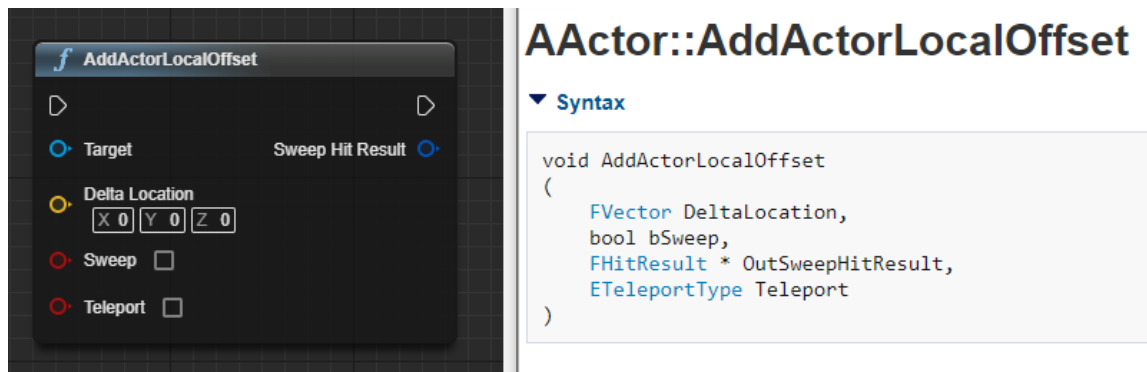 f AddActorLocalOffset
Target Sweep Hit Result
Delta Location
X 0 Y 0 Z 0
Sweep
Teleport
AActor::AddActorLocalOffset
Syntax
void AddActorLocalOffset
(
FVector DeltaLocation,
bool bSweep,
FHitResult * OutSweepHitResult,
ETeleportType Teleport
)